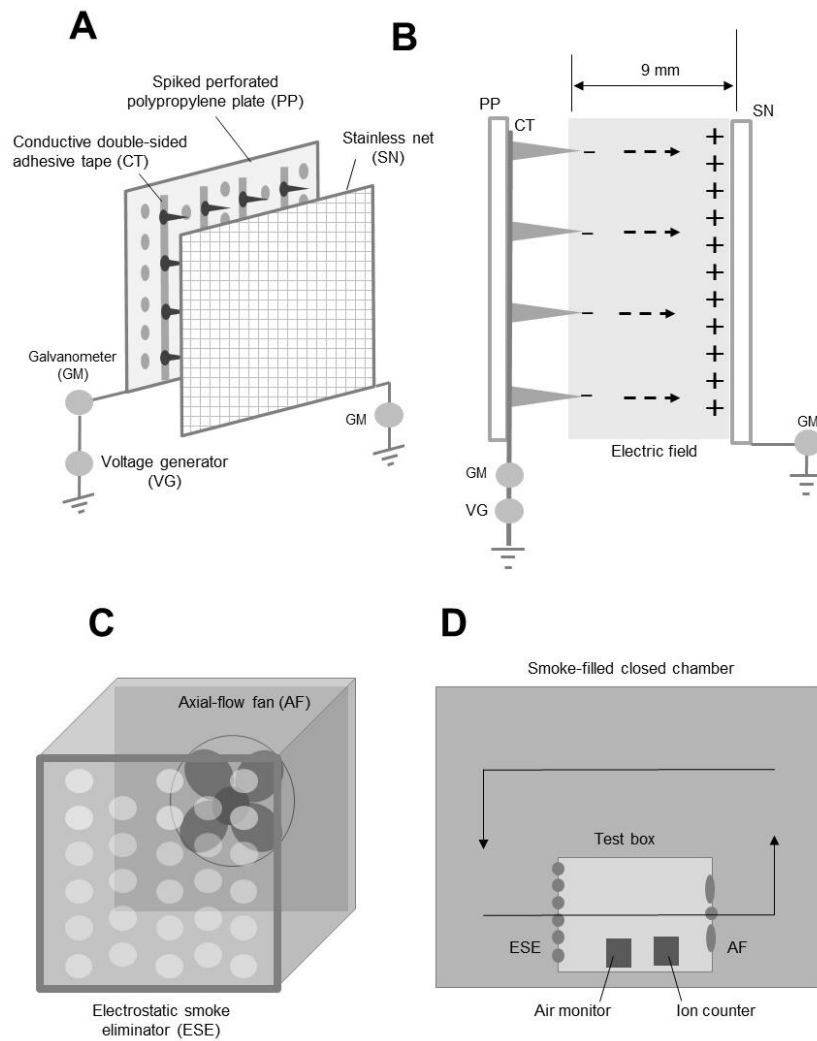 A
Spiked perforated
polypropylene plate (PP)
Conductive double-sided
adhesive tape (CT)
Stainless net
(SN)
Galvanometer
(GM)
GM
Voltage generator
(VG)
B
9 mm
PP
CT
SN
– +
+
– +
+
– +
+
– +
+
+
+
+
Electric field
GM
GM
VG
C
Axial-flow fan (AF)
Electrostatic smoke
eliminator (ESE)
D
Smoke-filled closed chamber
Test box
ESE
AF
Air monitor
Ion counter